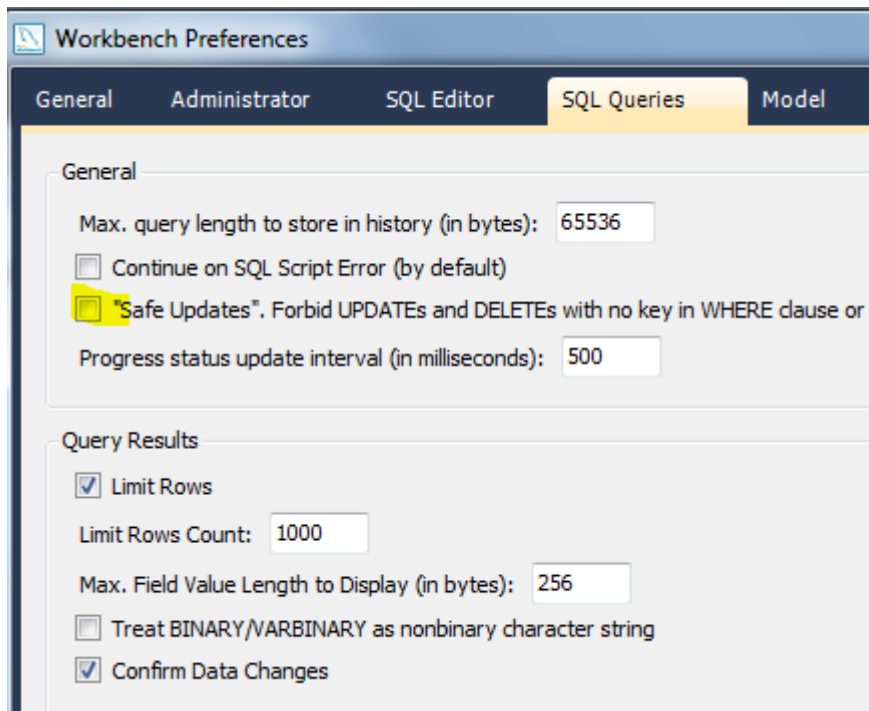 Workbench Preferences
General Administrator SQL Editor SQL Queries Model
General
Max. query length to store in history (in bytes): 65536
Continue on SQL Script Error (by default)
"Safe Updates". Forbid UPDATEs and DELETEs with no key in WHERE clause or
Progress status update interval (in milliseconds): 500
Query Results
Limit Rows
Limit Rows Count: 1000
Max. Field Value Length to Display (in bytes): 256
Treat BINARY/VARBINARY as nonbinary character string
Confirm Data Changes